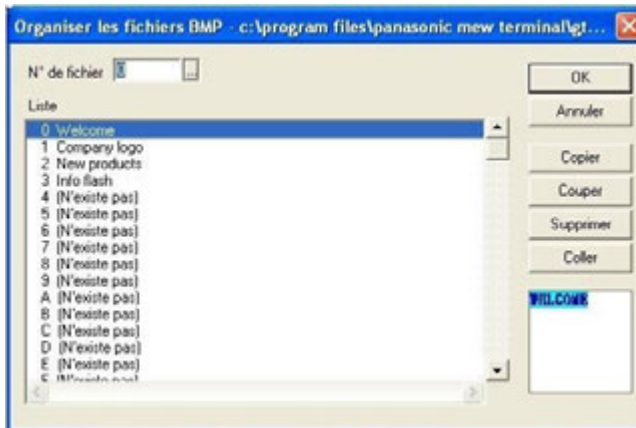 Organiser les fichiers BMP - c:\program files\panasonic mew terminal\gt...
N° de fichier 0 ...
OK
Liste
Annuler
0 Welcome
1 Company logo
2 New products
3 Info flash
4 (N'existe pas)
5 (N'existe pas)
6 (N'existe pas)
7 (N'existe pas)
8 (N'existe pas)
9 (N'existe pas)
A (N'existe pas)
B (N'existe pas)
C (N'existe pas)
D (N'existe pas)
E (N'existe pas)
Copier
Couper
Supprimer
Coller
WELCOME